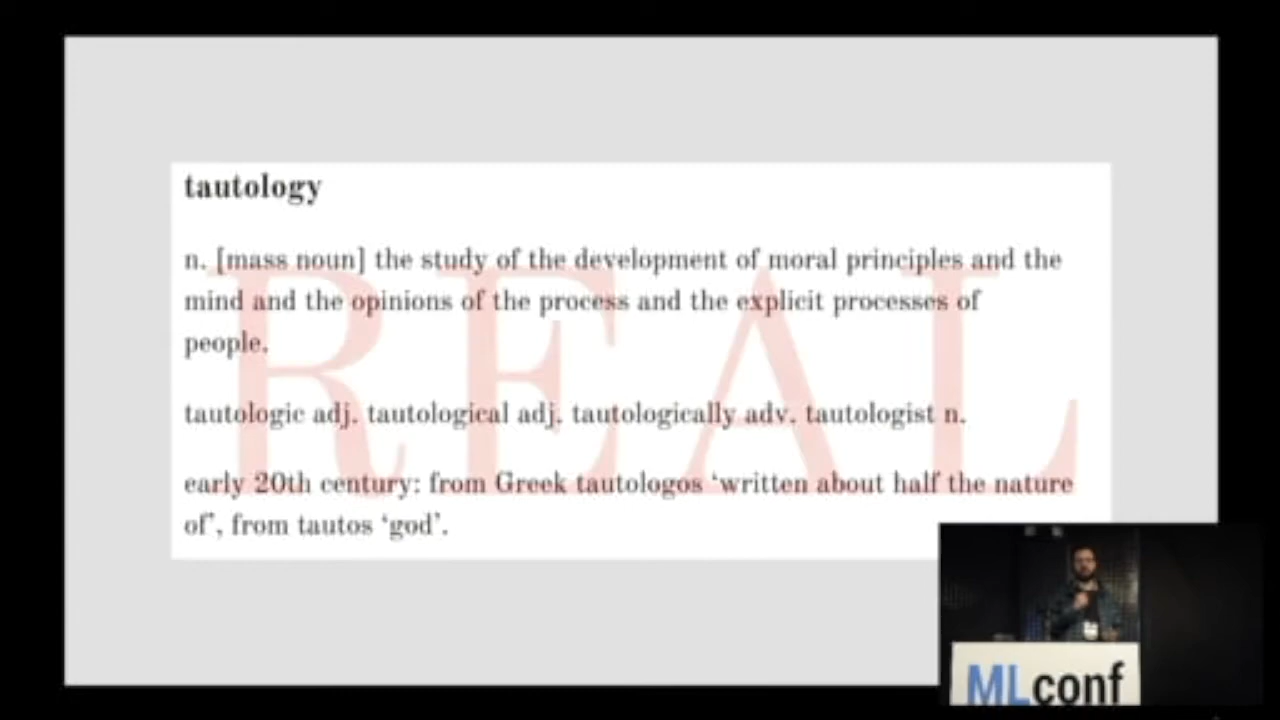 tautology
n. [mass noun] the study of the development of moral principles and the
mind and the opinions of the process and the explicit processes of
people.
tautologic adj. tautological adj. tautologically adv. tautologist n.
early 20th century: from Greek tautologos ‘written about half the nature
of’, from tautos ‘god’.
REAL
MLconf